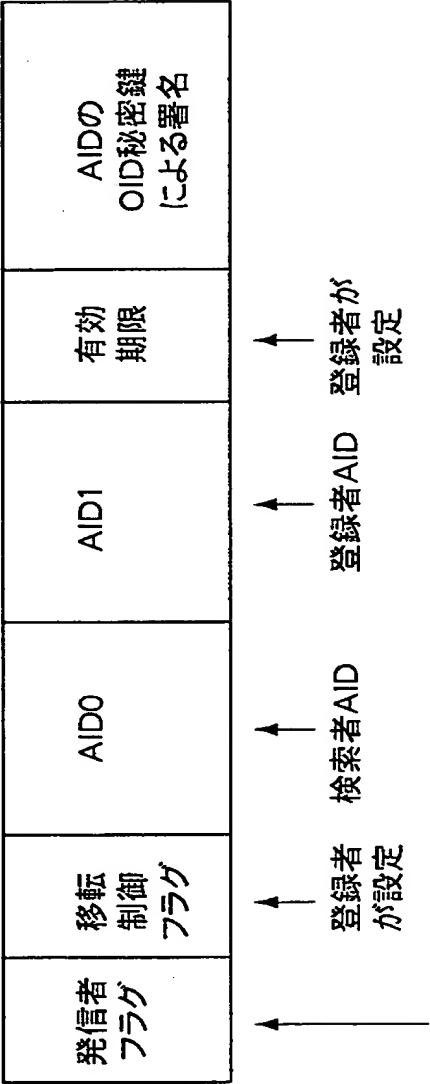 発信者
フラグ
移転
制御
フラグ
AID0
AID1
有効
期限
AIDの
OID秘密鍵
による署名
登録者
が設定
検索者AID
登録者AID
登録者が
設定